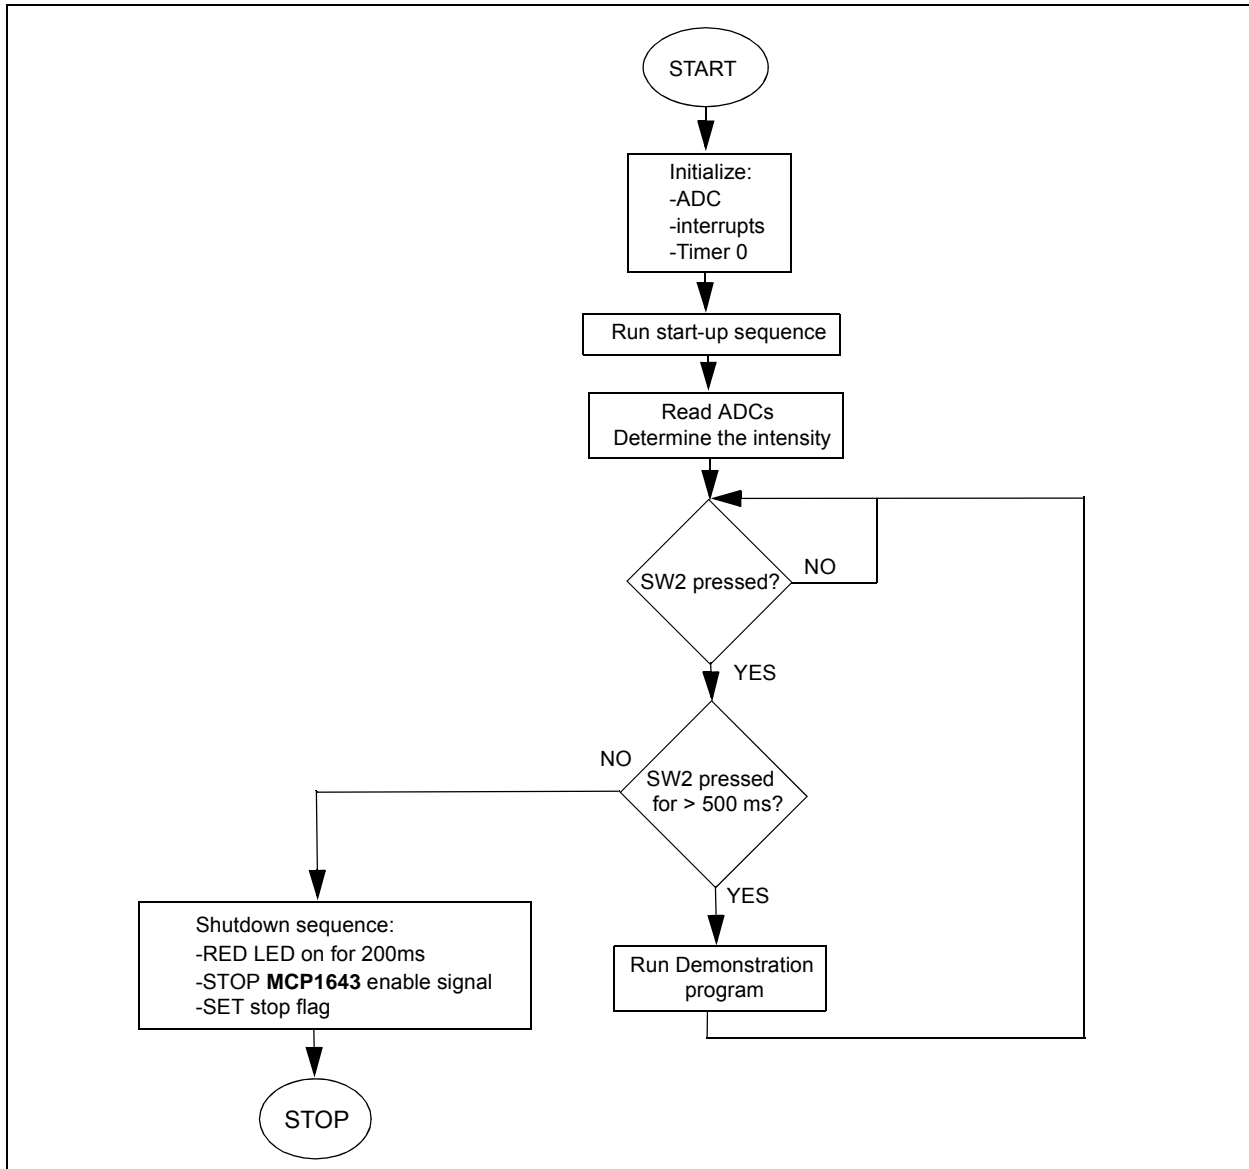 START
Initialize:
-ADC
-interrupts
-Timer 0
Run start-up sequence
Read ADCs
Determine the intensity
SW2 pressed?
NO
YES
NO
SW2 pressed
for > 500 ms?
YES
Shutdown sequence:
-RED LED on for 200ms
-STOP MCP1643 enable signal
-SET stop flag
Run Demonstration
program
STOP